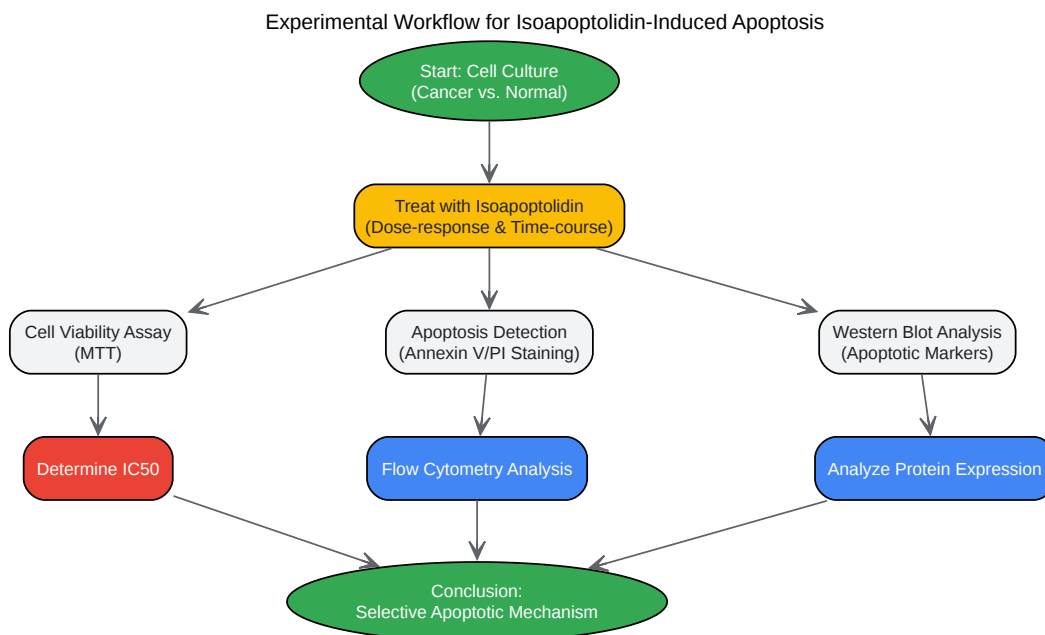 Experimental Workflow for Isoapoptolidin-Induced Apoptosis
Start: Cell Culture
(Cancer vs. Normal)
Treat with Isoapoptolidin
(Dose-response & Time-course)
Cell Viability Assay
(MTT)
Apoptosis Detection
(Annexin V/PI Staining)
Western Blot Analysis
(Apoptotic Markers)
Determine IC50
Flow Cytometry Analysis
Analyze Protein Expression
Conclusion:
Selective Apoptotic Mechanism